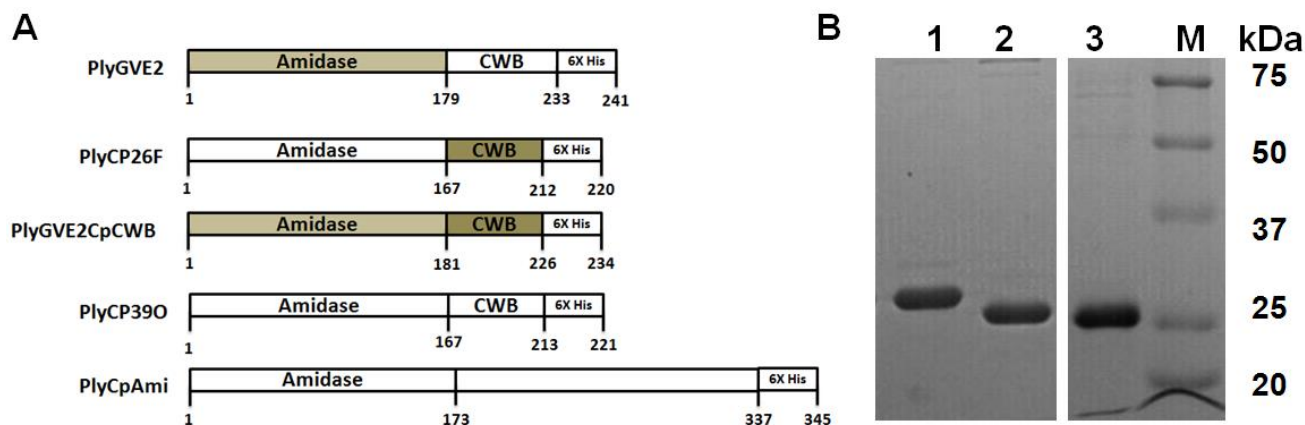 A
PlyGVE2 Amidase CWB 6X His
1 179 233 241
PlyCP26F Amidase CWB 6X His
1 167 212 220
PlyGVE2CpCWB Amidase CWB 6X His
1 181 226 234
PlyCP39O Amidase CWB 6X His
1 167 213 221
PlyCpAmi Amidase 6X His
1 173 337 345
B
1 2 3 M kDa
75
50
37
25
20